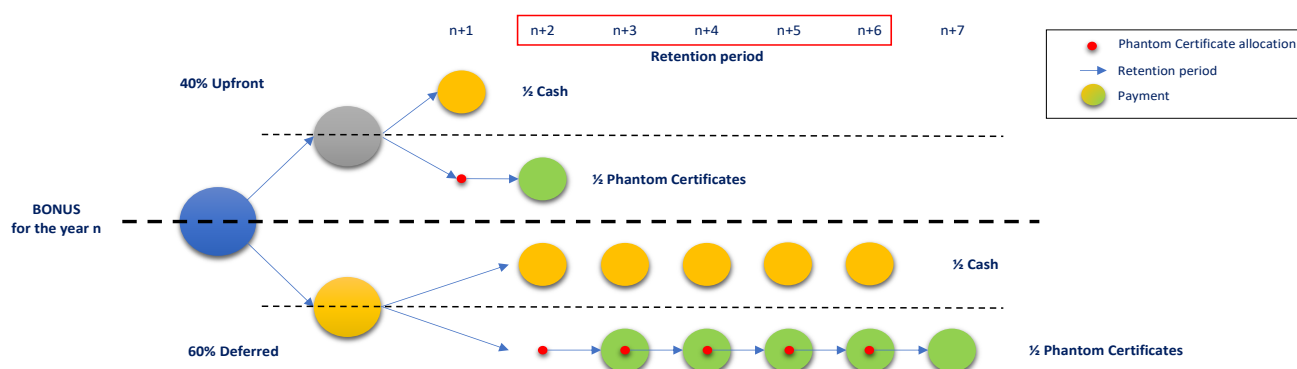 n+1 n+2 n+3 n+4 n+5 n+6 n+7
Retention period
Phantom Certificate allocation
Retention period
Payment
40% Upfront
½ Cash
½ Phantom Certificates
BONUS
for the year n
½ Cash
60% Deferred
½ Phantom Certificates